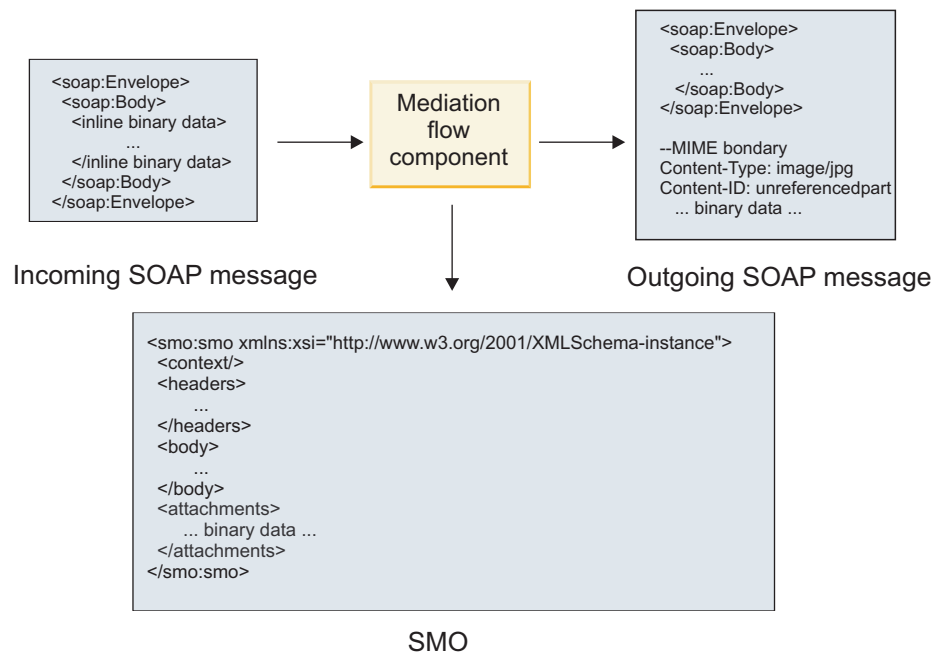 <soap:Envelope>
<soap:Body>
<inline binary data>
...
</inline binary data>
</soap:Body>
</soap:Envelope>
Incoming SOAP message
Mediation
flow
component
<soap:Envelope>
<soap:Body>
...
</soap:Body>
</soap:Envelope>
--MIME bondary
Content-Type: image/jpg
Content-ID: unreferencedpart
... binary data ...
Outgoing SOAP message
<smo:smo xmlns:xsi="http://www.w3.org/2001/XMLSchema-instance">
<context/>
<headers>
...
</headers>
<body>
...
</body>
<attachments>
... binary data ...
</attachments>
</smo:smo>
SMO